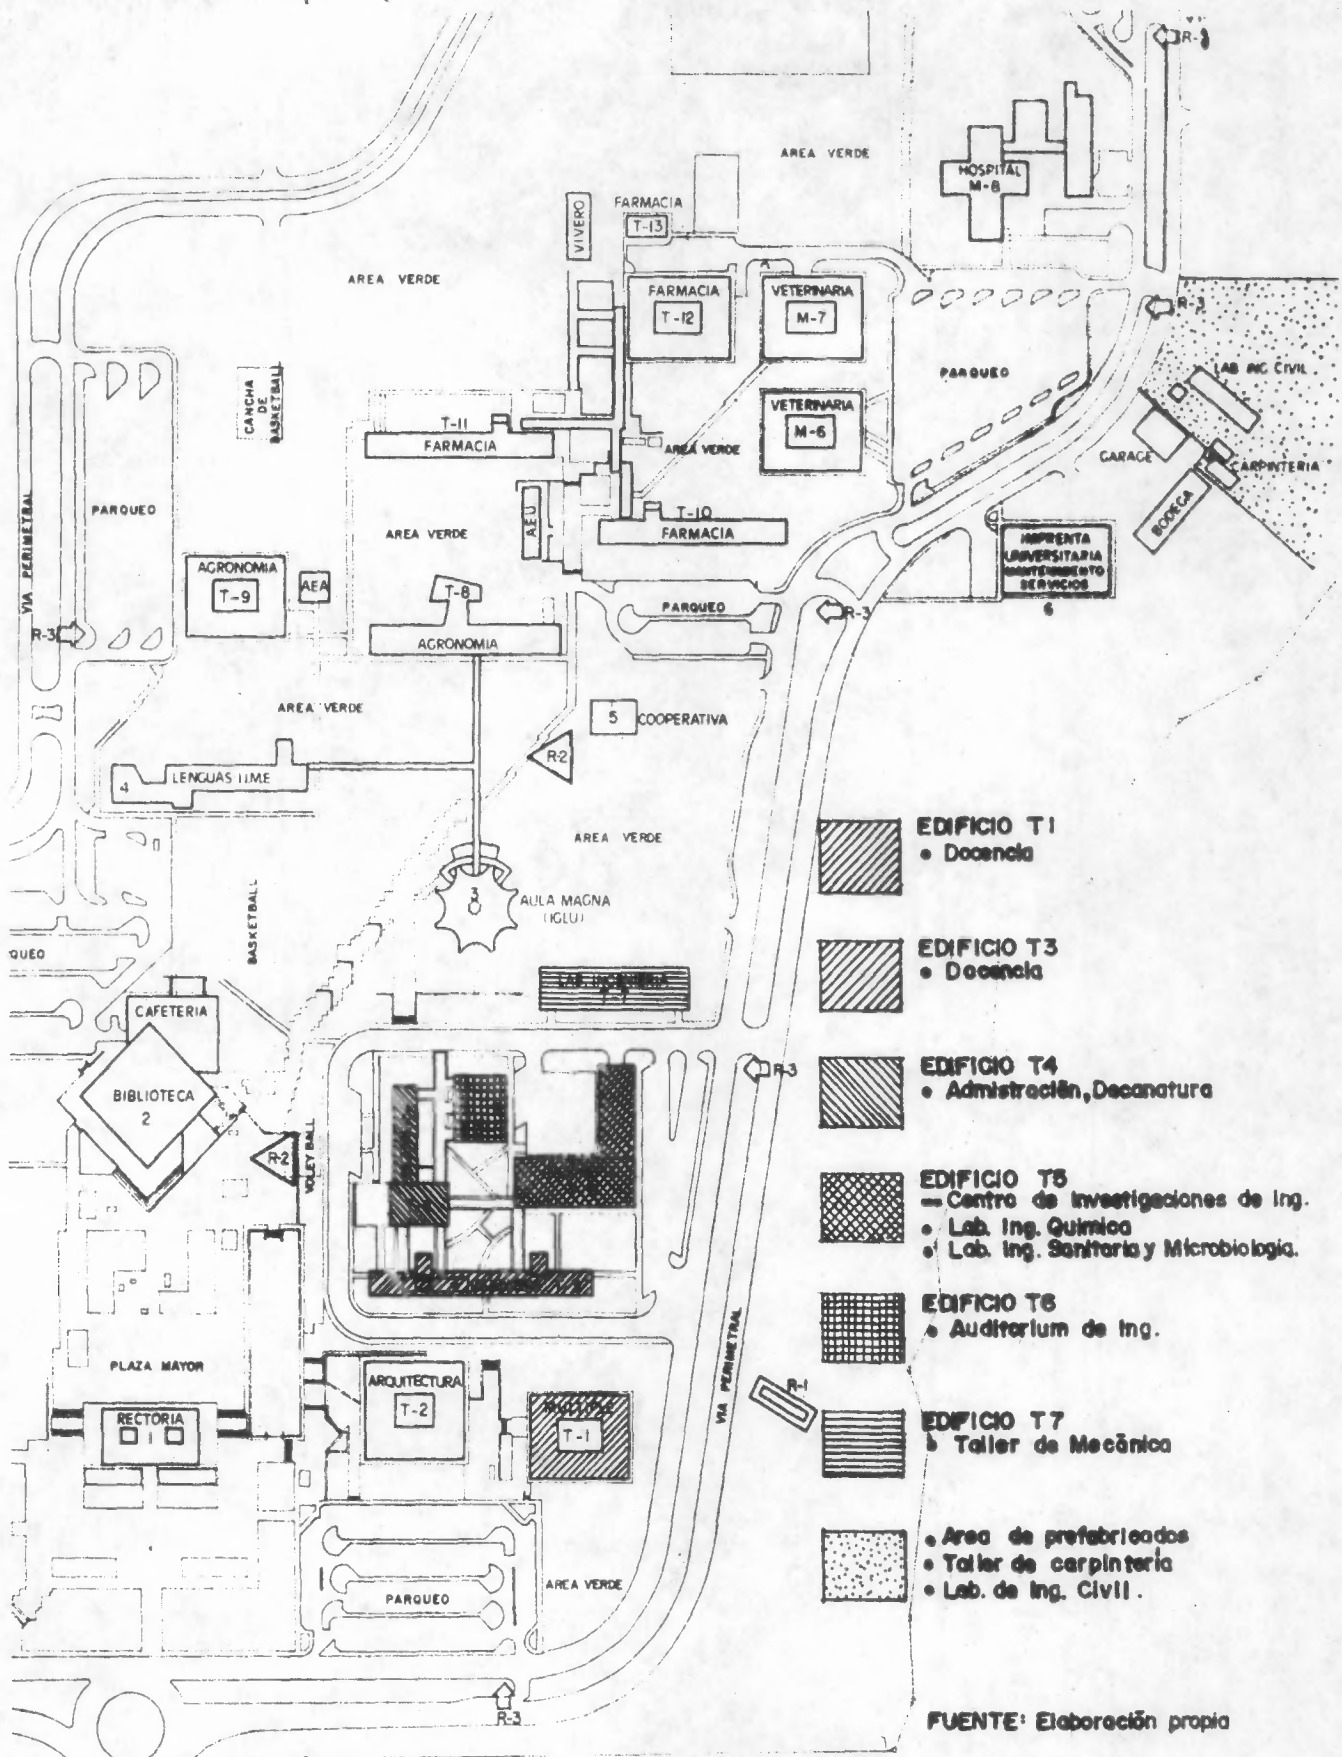 R-3
AREA VERDE
HOSPITAL
M-8
FARMACIA
T-13
VIVERO
AREA VERDE
FARMACIA
T-12
VETERINARIA
M-7
R-3
PARQUEO
LAB ING CIVIL
CANCHA
DE
BASKETBALL
T-11
FARMACIA
VETERINARIA
M-6
AREA VERDE
GARAGE
CARPINTERIA
BODEGA
VIA PERIMETRAL
PARQUEO
AREA VERDE
A.E.U
T-10
FARMACIA
IMPRENTA
UNIVERSITARIA
MANTENIMIENTO
SERVICIOS
6
AGRONOMIA
T-9
AEA
T-8
AGRONOMIA
PARQUEO
R-3
R-3
AREA VERDE
5
COOPERATIVA
R-2
4
LENGUAS
AREA VERDE
3
AULA MAGNA
(IGLU)
BASKETBALL
QUEO
LAB. INGENIERIA
T-7
CAFETERIA
BIBLIOTECA
2
R-2
VOLEY BALL
R-3
PLAZA MAYOR
RECTORIA
1
ARQUITECTURA
T-2
MULTIPLE
T-1
VIA PERIMETRAL
R-1
AREA VERDE
PARQUEO
R-3
EDIFICIO T1
• Docencia
EDIFICIO T3
• Docencia
EDIFICIO T4
• Admistración, Decanatura
EDIFICIO T5
— Centro de Investigaciones de Ing.
• Lab. Ing. Quimica
• Lab. Ing. Sanitaria y Microbiologia.
EDIFICIO T6
• Auditorium de Ing.
EDIFICIO T7
• Taller de Mecánica
• Area de prefabricados
• Taller de carpintería
• Lab. de Ing. Civil.
FUENTE: Elaboración propia